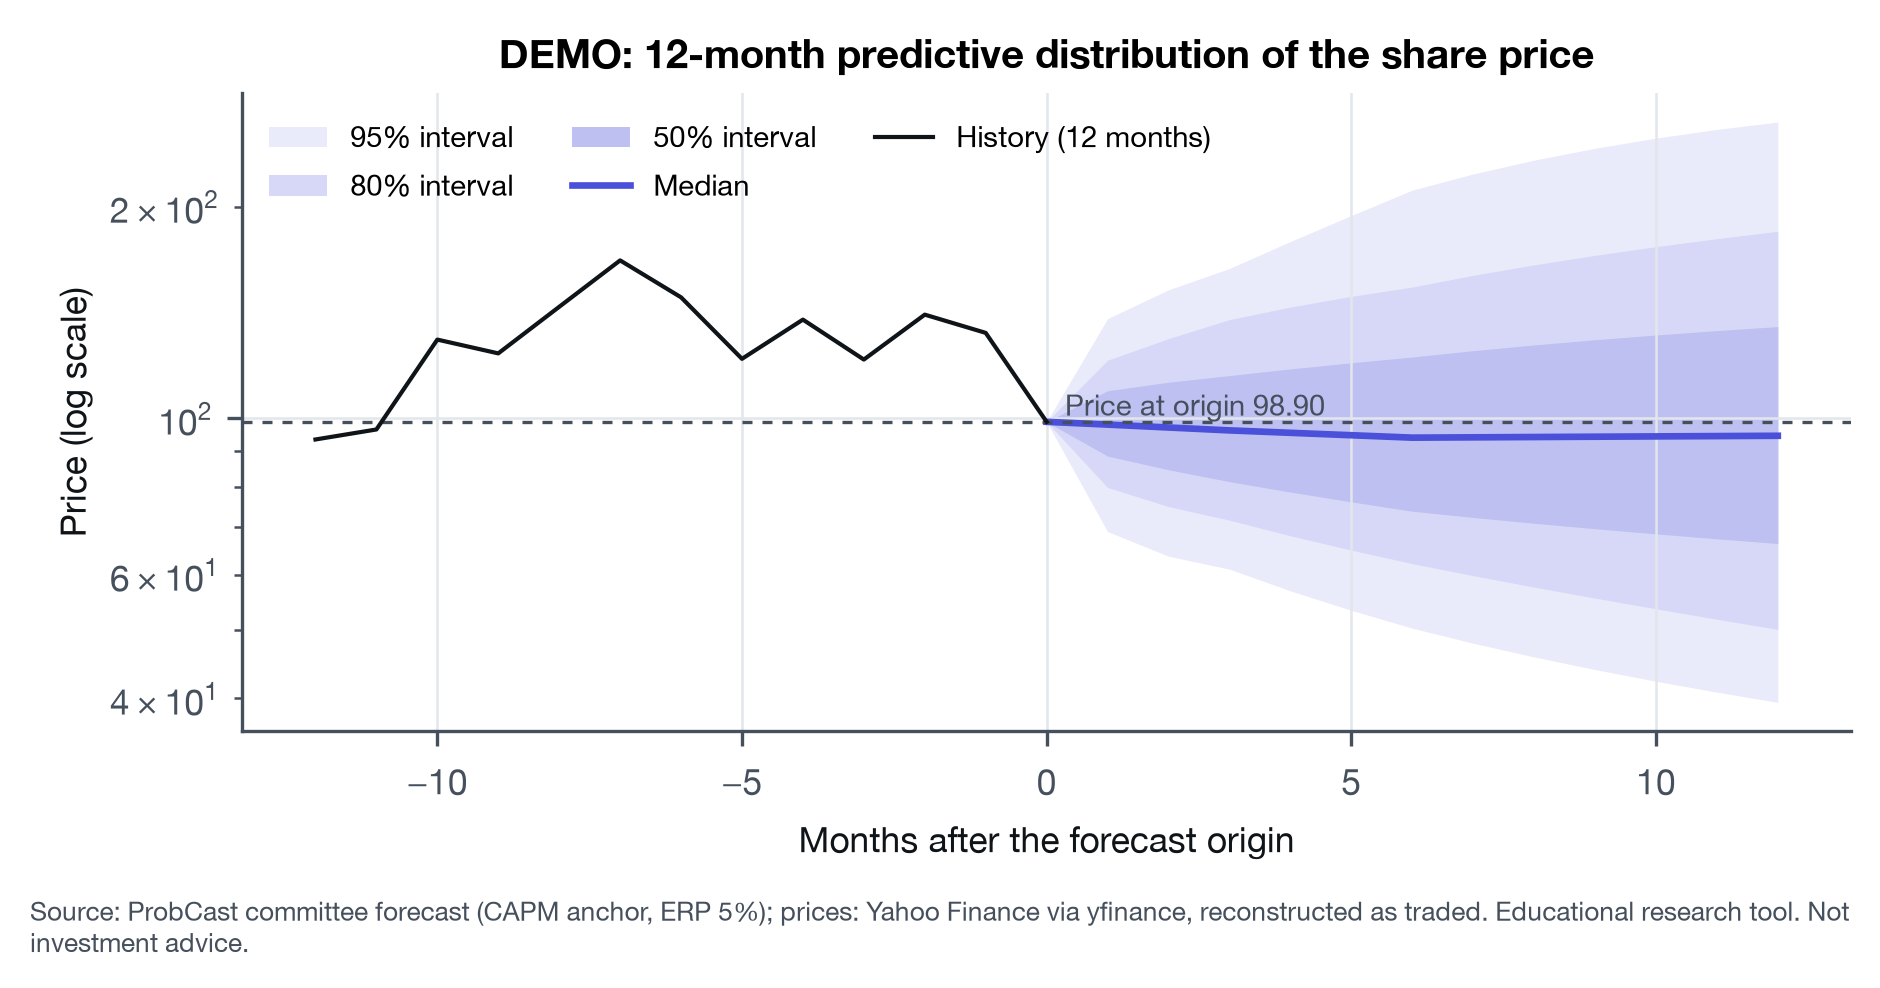 DEMO: 12-month predictive distribution of the share price
95% interval
50% interval
History (12 months)
80% interval
Median
2 × 10²
10²
6 × 10¹
4 × 10¹
Price (log scale)
Price at origin 98.90
−10
−5
0
5
10
Months after the forecast origin
Source: ProbCast committee forecast (CAPM anchor, ERP 5%); prices: Yahoo Finance via yfinance, reconstructed as traded. Educational research tool. Not
investment advice.